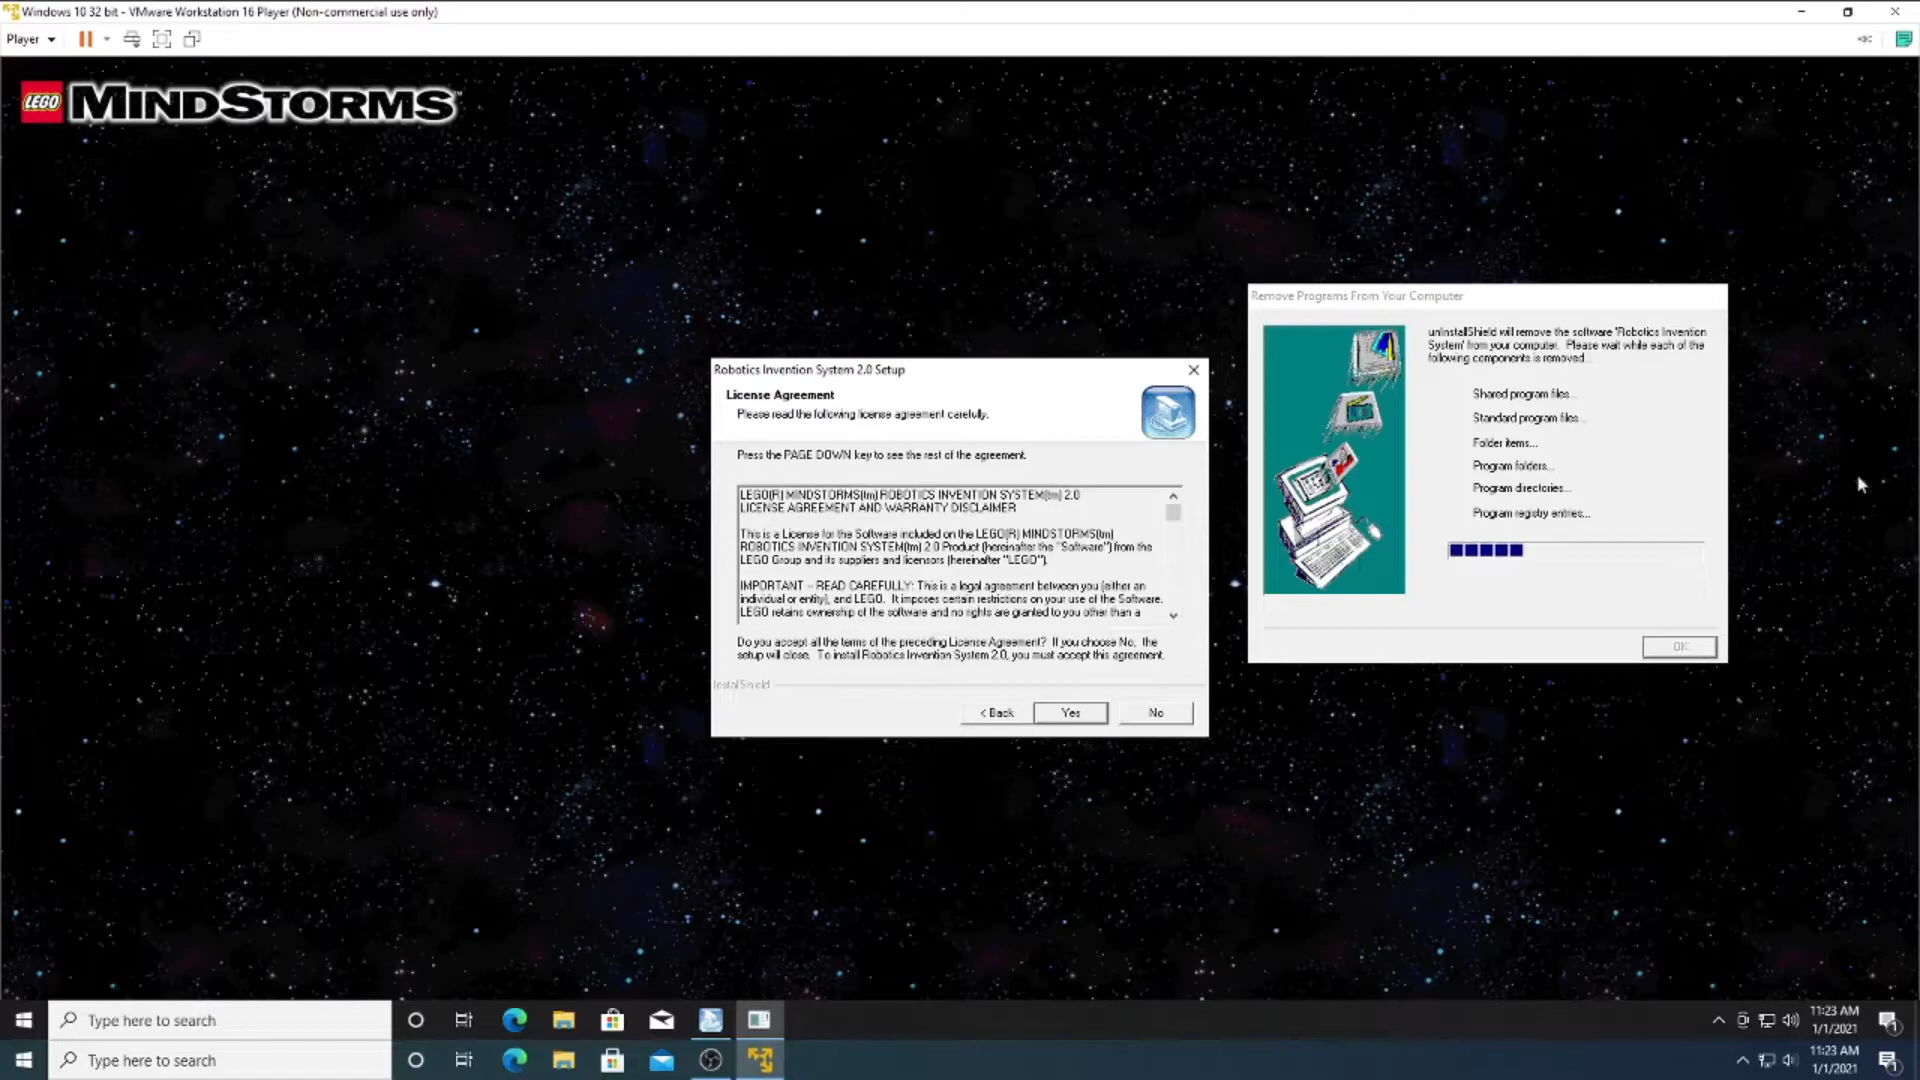 Windows 10 32 bit - VMware Workstation 16 Player (Non-commercial use only)
Player
LEGO MINDSTORMS
Remove Programs From Your Computer
unInstallShield will remove the software 'Robotics Invention
System' from your computer. Please wait while each of the
following components is removed...
Shared program files...
Standard program files...
Folder items...
Program folders...
Program directories...
Program registry entries...
OK
Robotics Invention System 2.0 Setup
License Agreement
Please read the following license agreement carefully.
Press the PAGE DOWN key to see the rest of the agreement.
LEGO(R) MINDSTORMS(tm) ROBOTICS INVENTION SYSTEM(tm) 2.0
LICENSE AGREEMENT AND WARRANTY DISCLAIMER
This is a License for the Software included on the LEGO(R) MINDSTORMS(tm)
ROBOTICS INVENTION SYSTEM(tm) 2.0 Product (hereinafter the "Software") from the
LEGO Group and its suppliers and licensors (hereinafter "LEGO").
IMPORTANT -- READ CAREFULLY: This is a legal agreement between you (either an
individual or entity), and LEGO. It imposes certain restrictions on your use of the Software.
LEGO retains ownership of the software and no rights are granted to you other than a
Do you accept all the terms of the preceding License Agreement? If you choose No, the
setup will close. To install Robotics Invention System 2.0, you must accept this agreement.
InstallShield
< Back
Yes
No
Type here to search
11:23 AM
1/1/2021
1
Type here to search
11:23 AM
1/1/2021
1